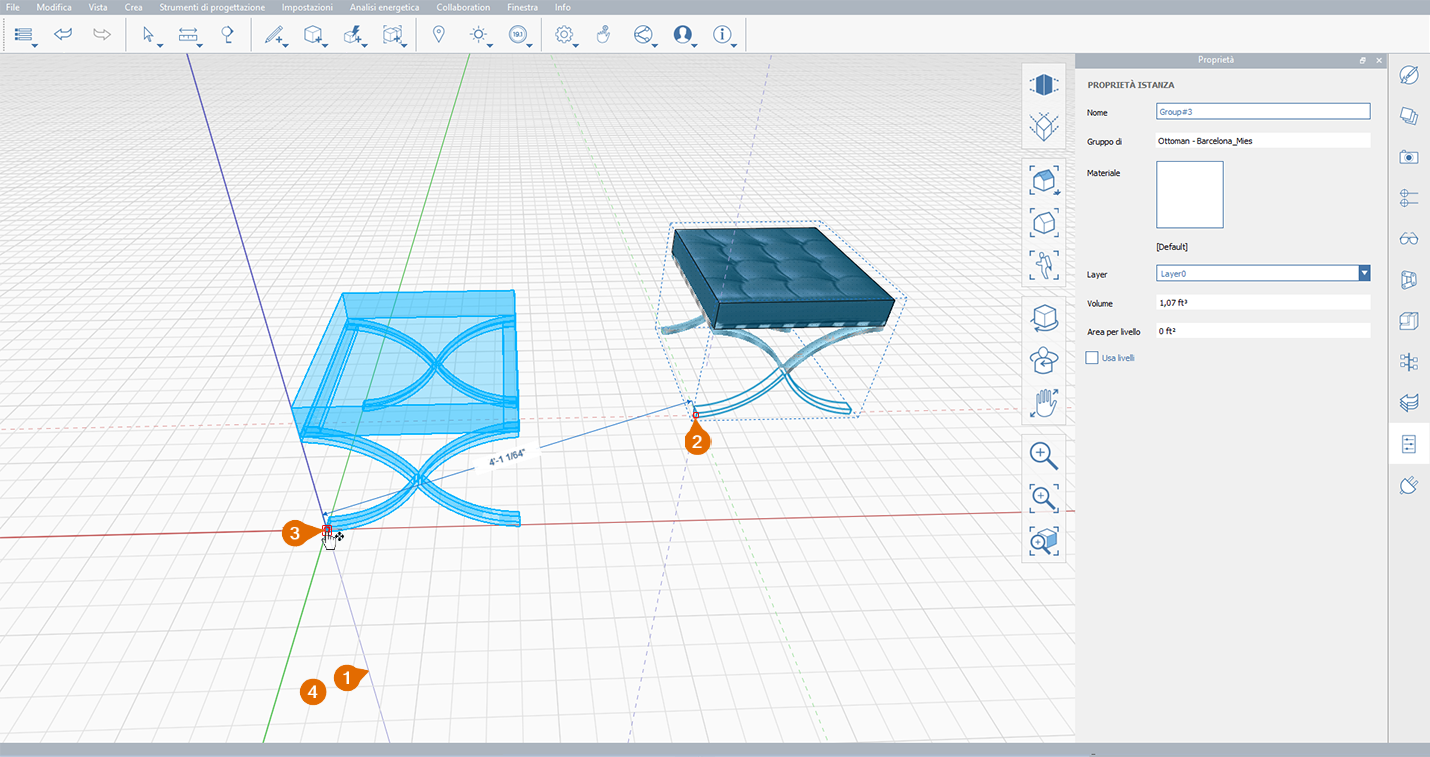 File Modifica Vista Crea Strumenti di progettazione Impostazioni Analisi energetica Collaboration Finestra Info
19.1
Proprietà
PROPRIETÀ ISTANZA
Nome Group#3
Gruppo di Ottoman - Barcelona_Mies
Materiale
[Default]
Layer Layer0
Volume 1,07 ft³
Area per livello 0 ft²
Usa livelli
2
4'-1 1/64"
3
1
4